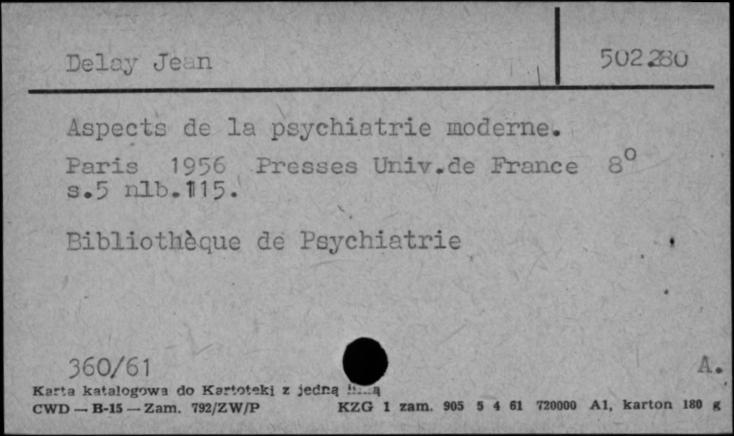 Delay Jean
502280
Aspects de la psychiatrie moderne.
Paris 1956 Presses Univ.de France 8°
s.5 nlb.115.
Bibliothèque de Psychiatrie
360/61
A.
Karta katalogowa do Kartoteki z jedną
CWD — B-15 — Zam. 792/ZW/P KZG 1 zam. 905 5 4 61 720000 A1, karton 180 g